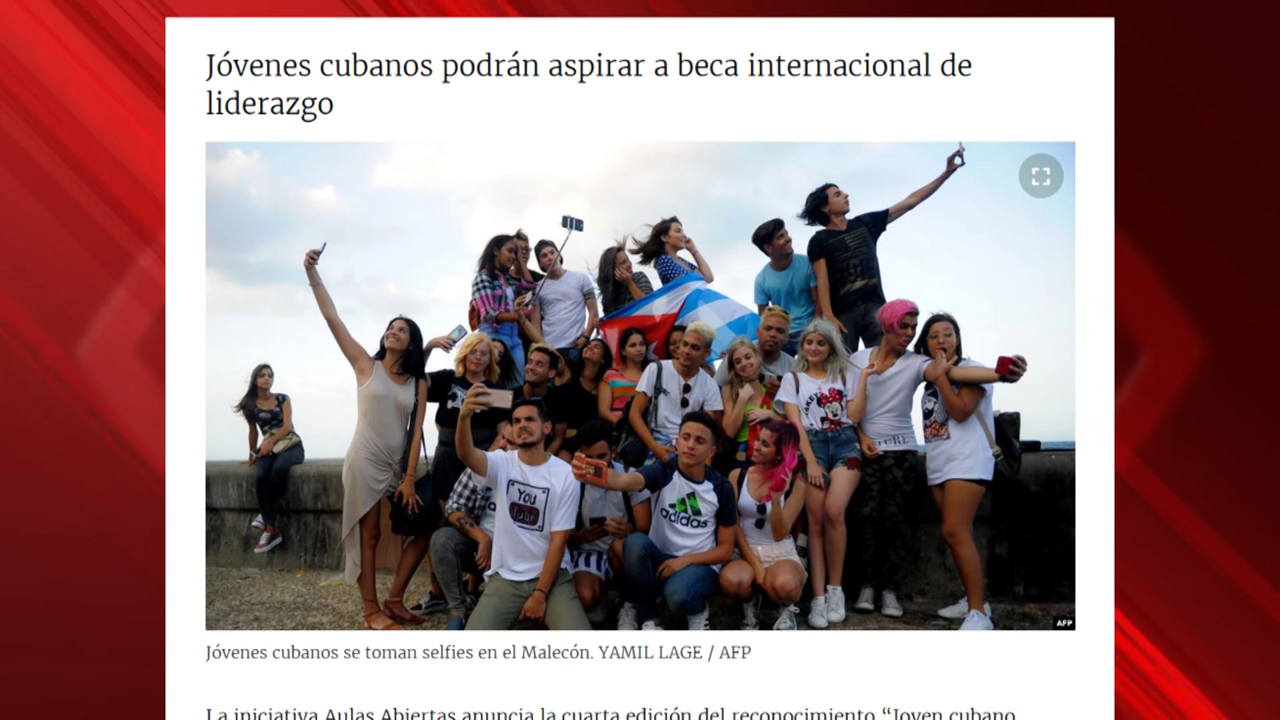 Jóvenes cubanos podrán aspirar a beca internacional de
liderazgo
You
Tube
adidas
AFP
Jóvenes cubanos se toman selfies en el Malecón. YAMIL LAGE / AFP
La iniciativa Aulas Abiertas anuncia la cuarta edición del reconocimiento “Joven cubano